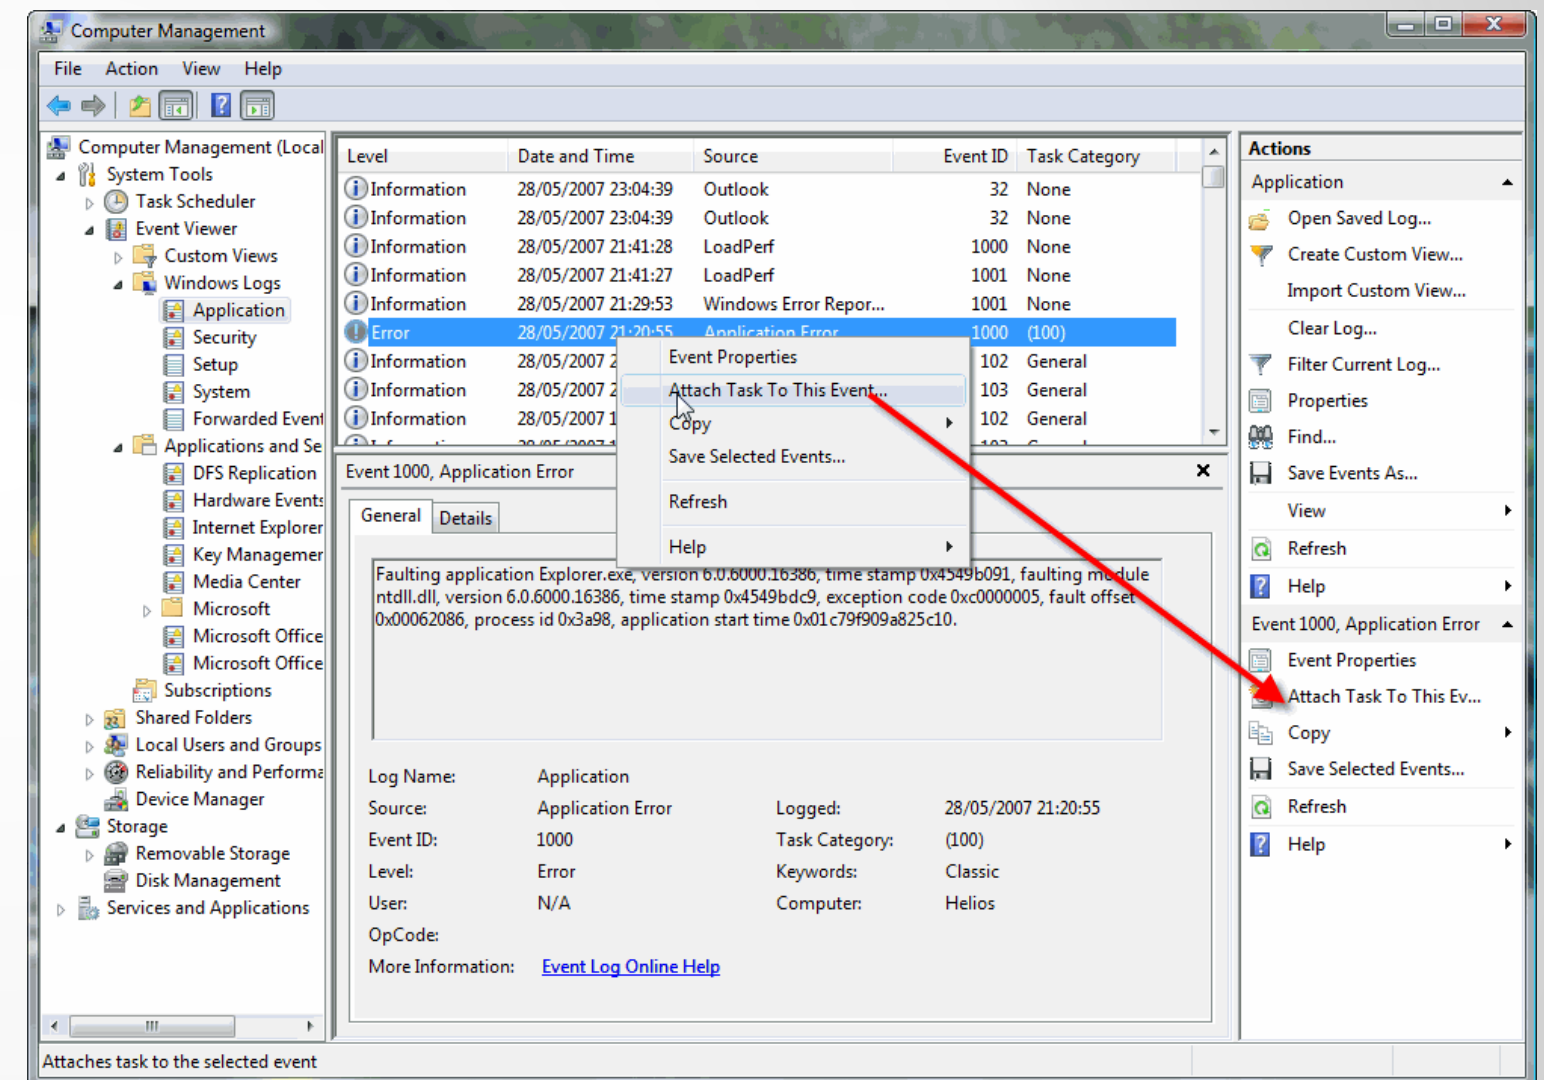 Computer Management
File Action View Help
Computer Management (Local
System Tools
Task Scheduler
Event Viewer
Custom Views
Windows Logs
Application
Security
Setup
System
Forwarded Event
Applications and Se
DFS Replication
Hardware Events
Internet Explorer
Key Managemer
Media Center
Microsoft
Microsoft Office
Microsoft Office
Subscriptions
Shared Folders
Local Users and Groups
Reliability and Performa
Device Manager
Storage
Removable Storage
Disk Management
Services and Applications
Level Date and Time Source Event ID Task Category
Information 28/05/2007 23:04:39 Outlook 32 None
Information 28/05/2007 23:04:39 Outlook 32 None
Information 28/05/2007 21:41:28 LoadPerf 1000 None
Information 28/05/2007 21:41:27 LoadPerf 1001 None
Information 28/05/2007 21:29:53 Windows Error Repor... 1001 None
Error 28/05/2007 21:20:55 Application Error 1000 (100)
Information 28/05/2007 2 102 General
Information 28/05/2007 2 103 General
Information 28/05/2007 1 102 General
Event Properties
Attach Task To This Event...
Copy
Save Selected Events...
Refresh
Help
Event 1000, Application Error
General Details
Faulting application Explorer.exe, version 6.0.6000.16386, time stamp 0x4549b091, faulting module
ntdll.dll, version 6.0.6000.16386, time stamp 0x4549bdc9, exception code 0xc0000005, fault offset
0x00062086, process id 0x3a98, application start time 0x01c79f909a825c10.
Log Name: Application
Source: Application Error Logged: 28/05/2007 21:20:55
Event ID: 1000 Task Category: (100)
Level: Error Keywords: Classic
User: N/A Computer: Helios
OpCode:
More Information: Event Log Online Help
Actions
Application
Open Saved Log...
Create Custom View...
Import Custom View...
Clear Log...
Filter Current Log...
Properties
Find...
Save Events As...
View
Refresh
Help
Event 1000, Application Error
Event Properties
Attach Task To This Ev...
Copy
Save Selected Events...
Refresh
Help
Attaches task to the selected event